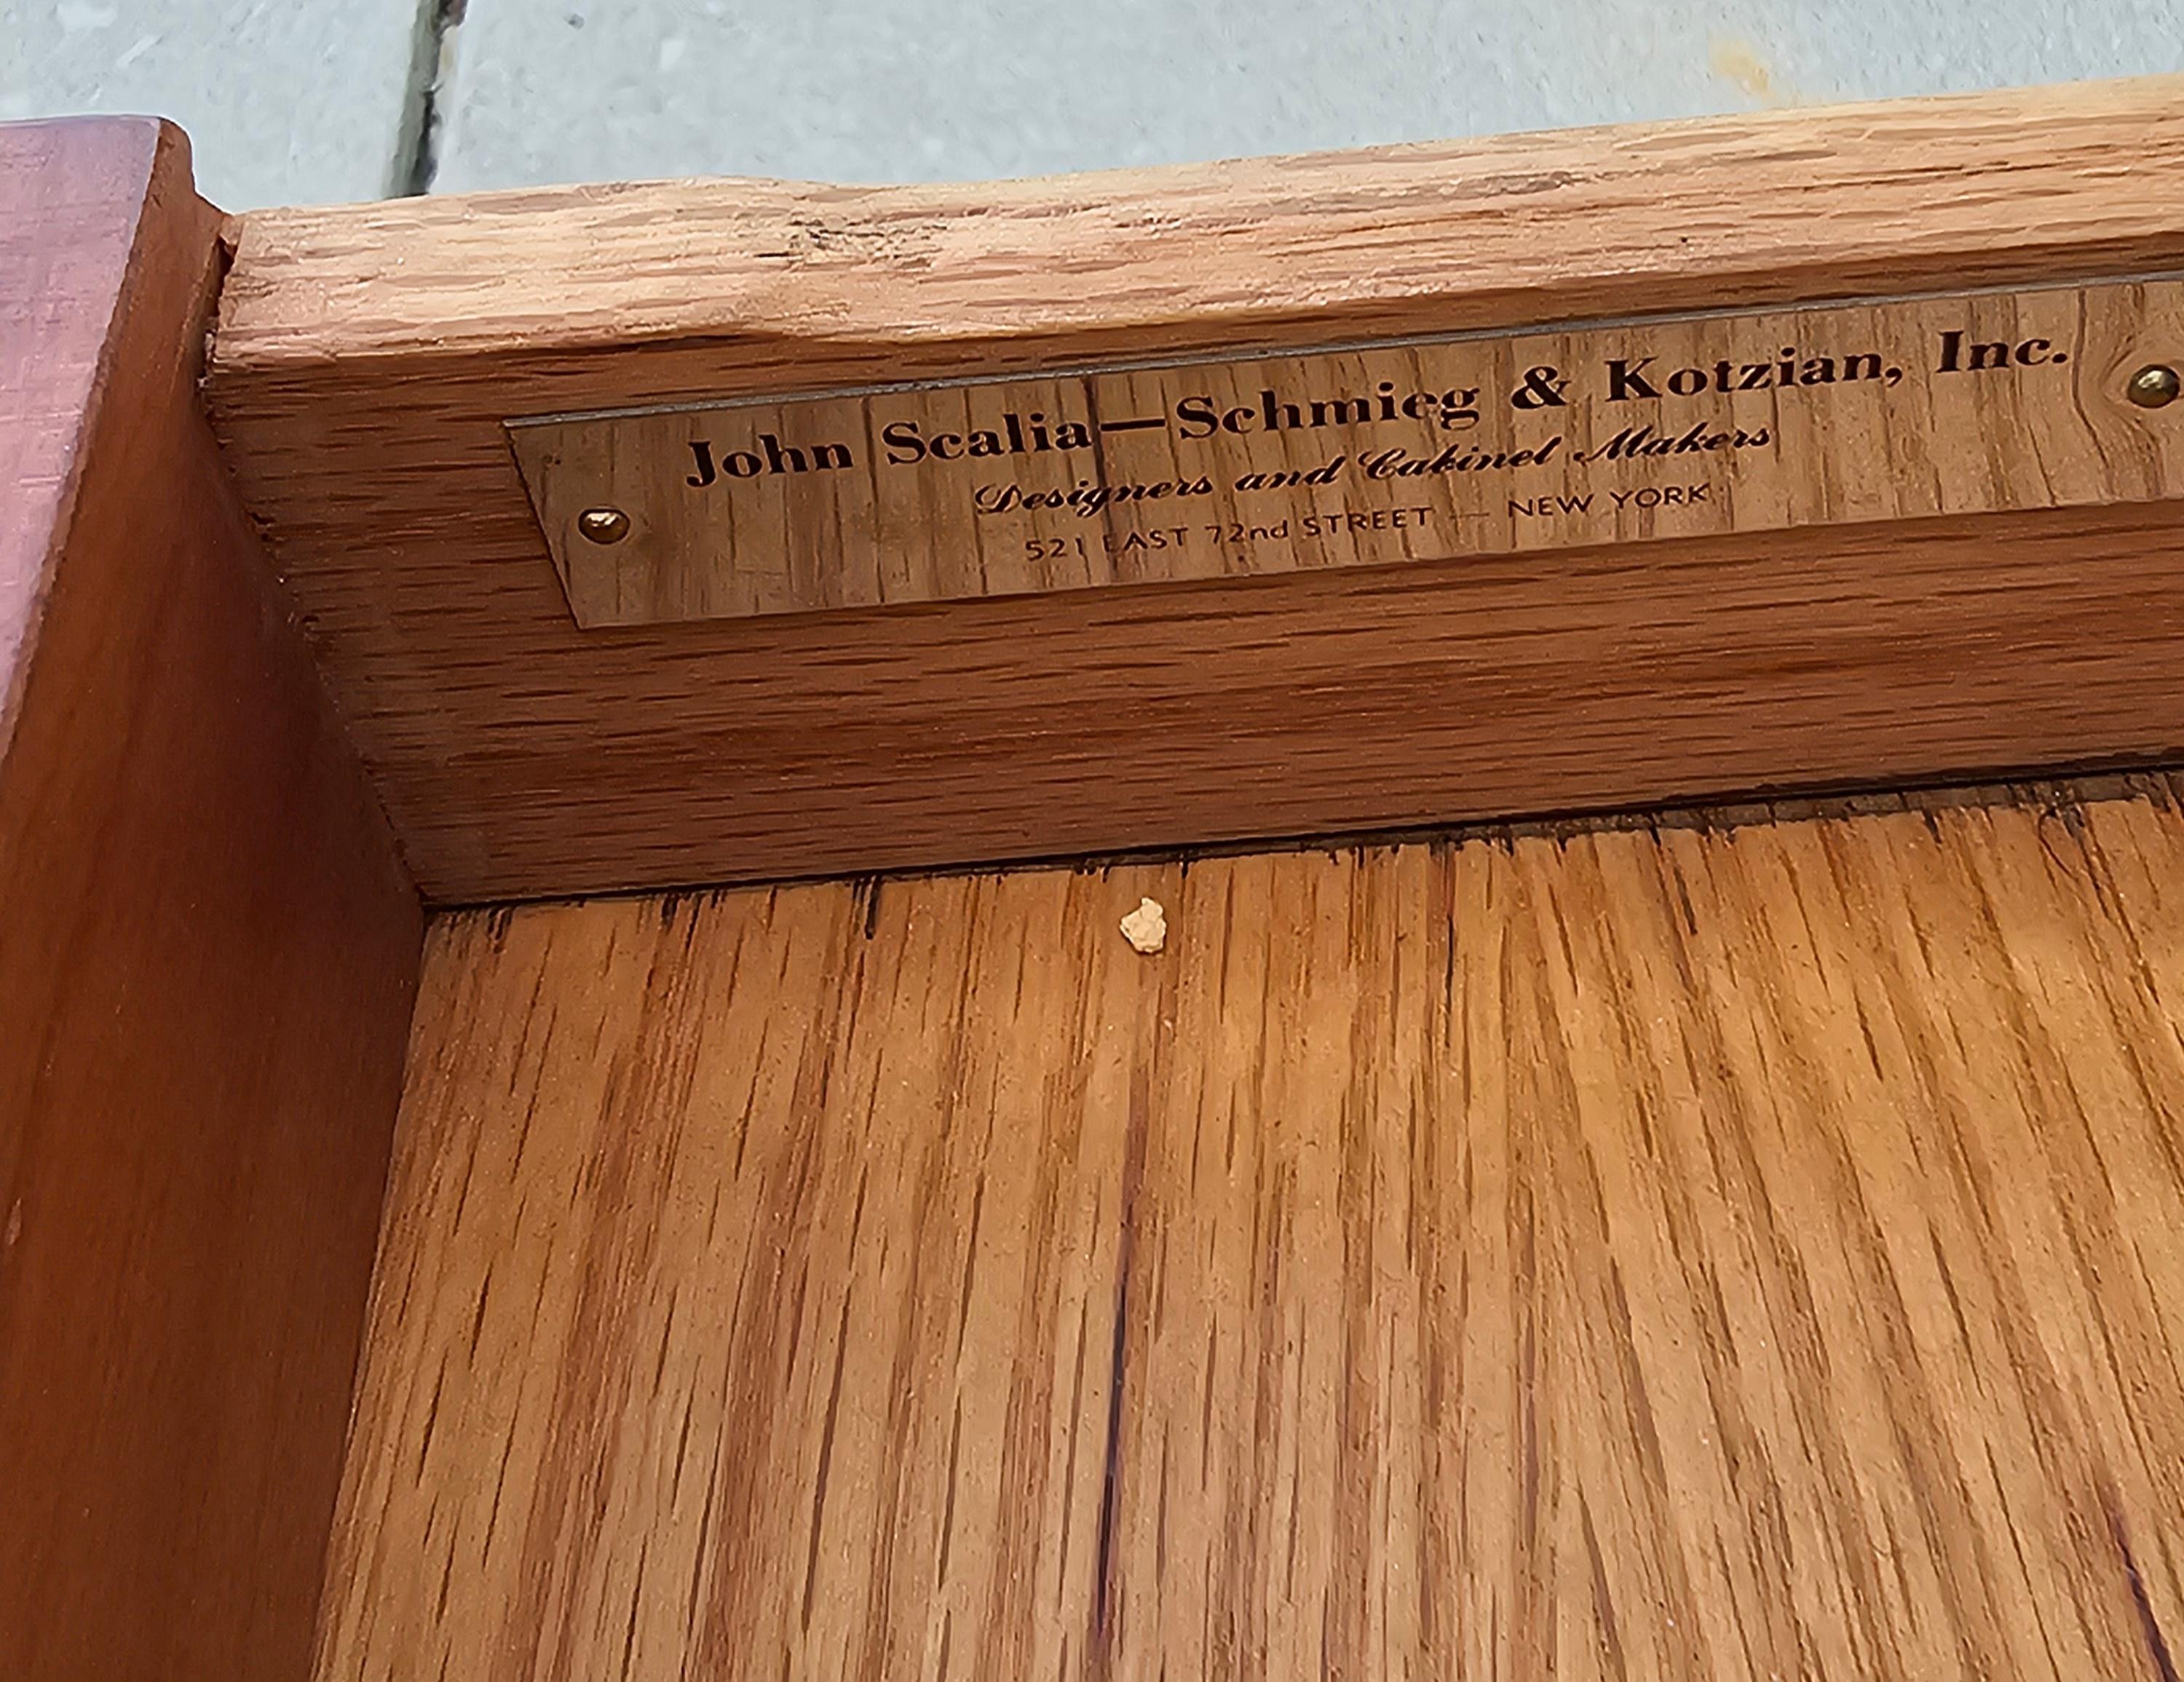 John Scalia—Schmieg & Kotzian, Inc.
Designers and Cabinet Makers
521 EAST 72nd STREET — NEW YORK